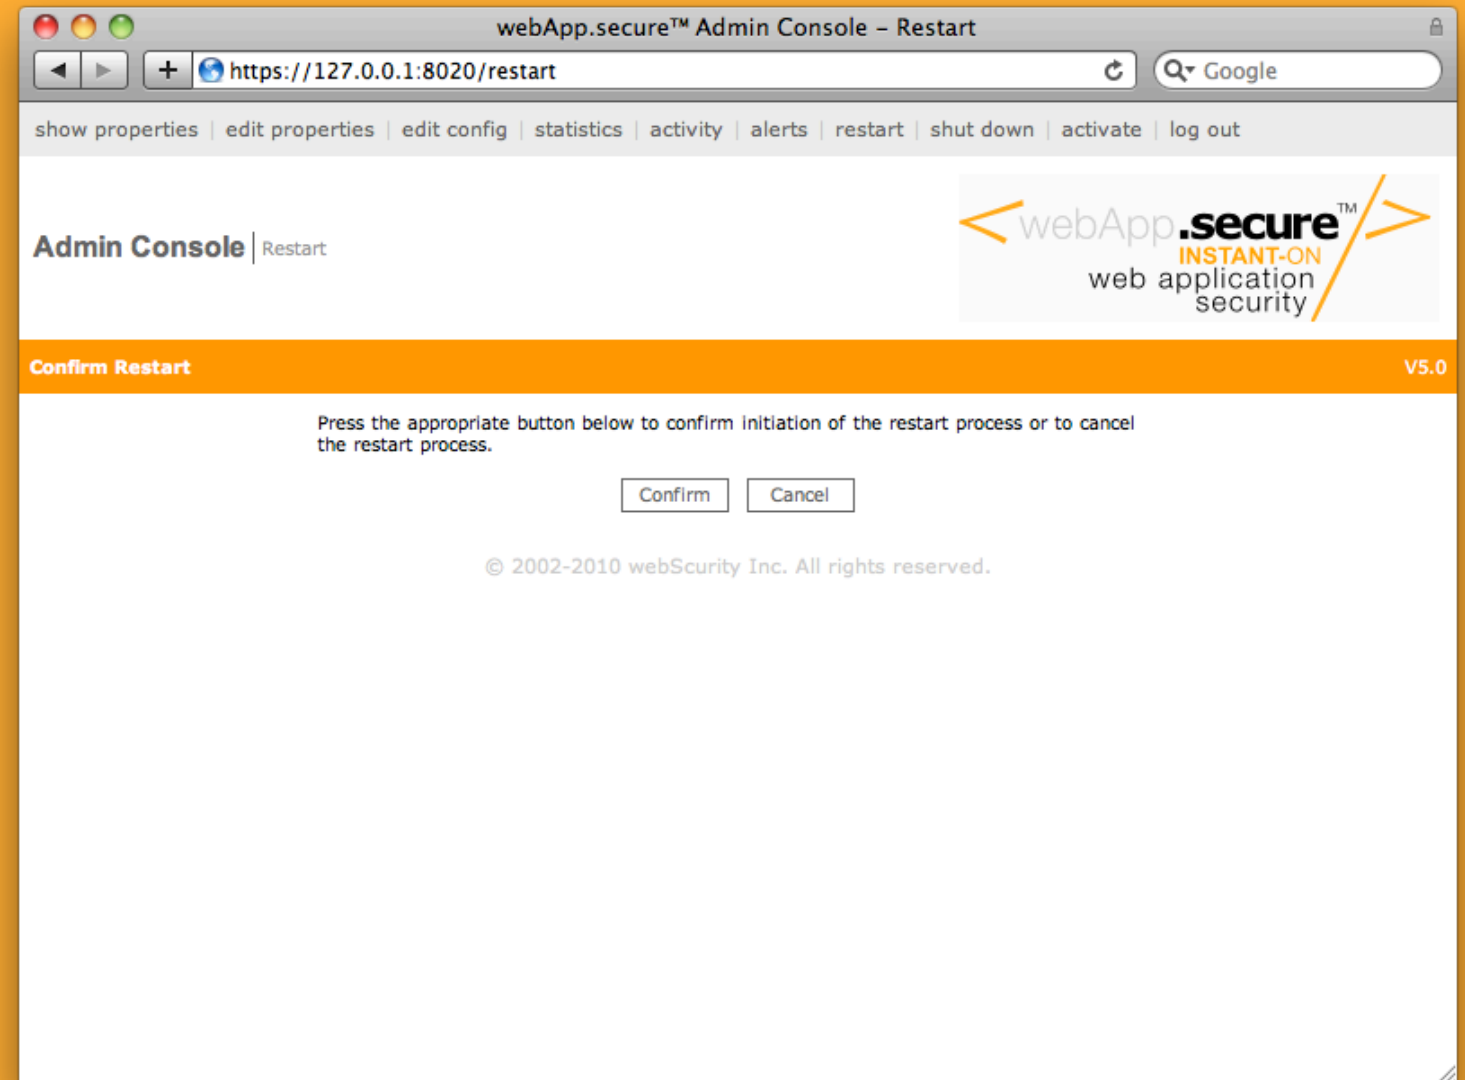 webApp.secure™ Admin Console – Restart
https://127.0.0.1:8020/restart
Google
show properties | edit properties | edit config | statistics | activity | alerts | restart | shut down | activate | log out
Admin Console | Restart
<webApp.secure™/>
INSTANT-ON
web application
security
Confirm Restart
V5.0
Press the appropriate button below to confirm initiation of the restart process or to cancel
the restart process.
Confirm
Cancel
© 2002-2010 webScurity Inc. All rights reserved.